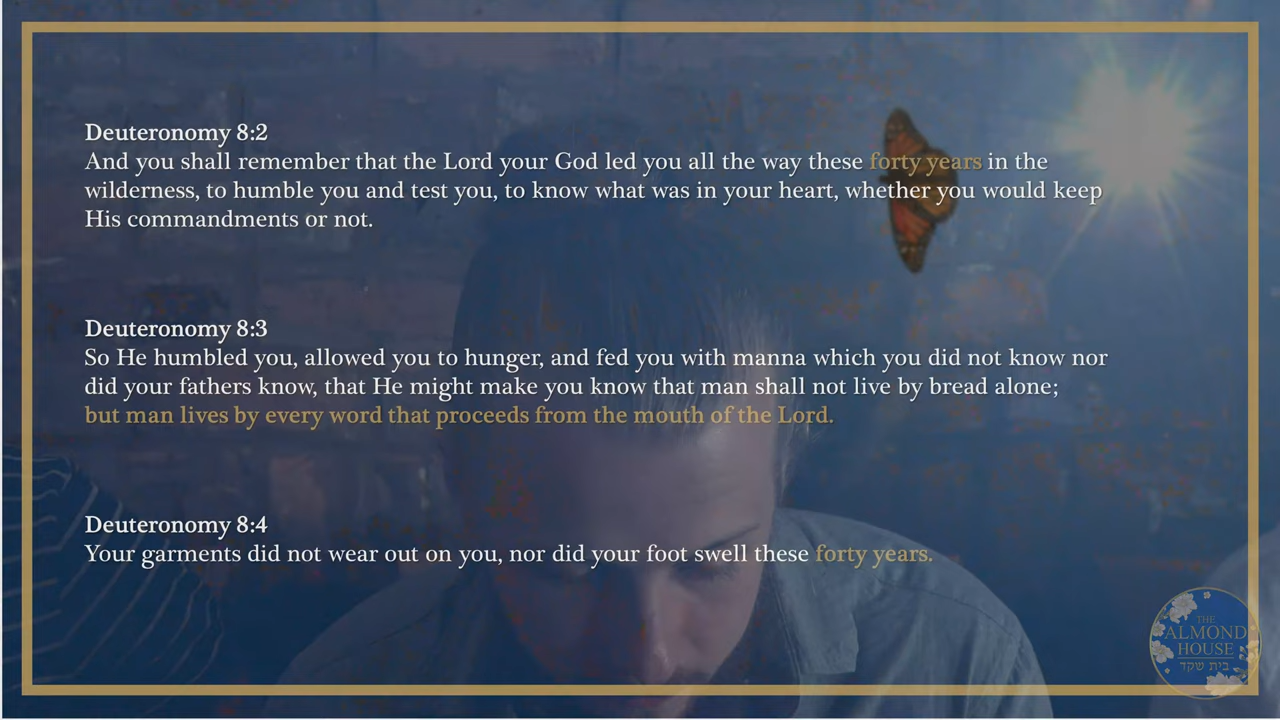 Deuteronomy 8:2
And you shall remember that the Lord your God led you all the way these forty years in the
wilderness, to humble you and test you, to know what was in your heart, whether you would keep
His commandments or not.
Deuteronomy 8:3
So He humbled you, allowed you to hunger, and fed you with manna which you did not know nor
did your fathers know, that He might make you know that man shall not live by bread alone;
but man lives by every word that proceeds from the mouth of the Lord.
Deuteronomy 8:4
Your garments did not wear out on you, nor did your foot swell these forty years.
THE
ALMOND
HOUSE
בית שקד